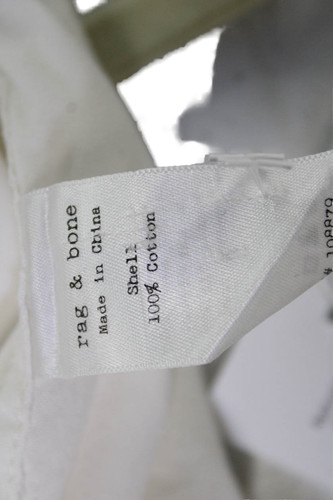 rag & bone
Made in China
Shell
100% Cotton